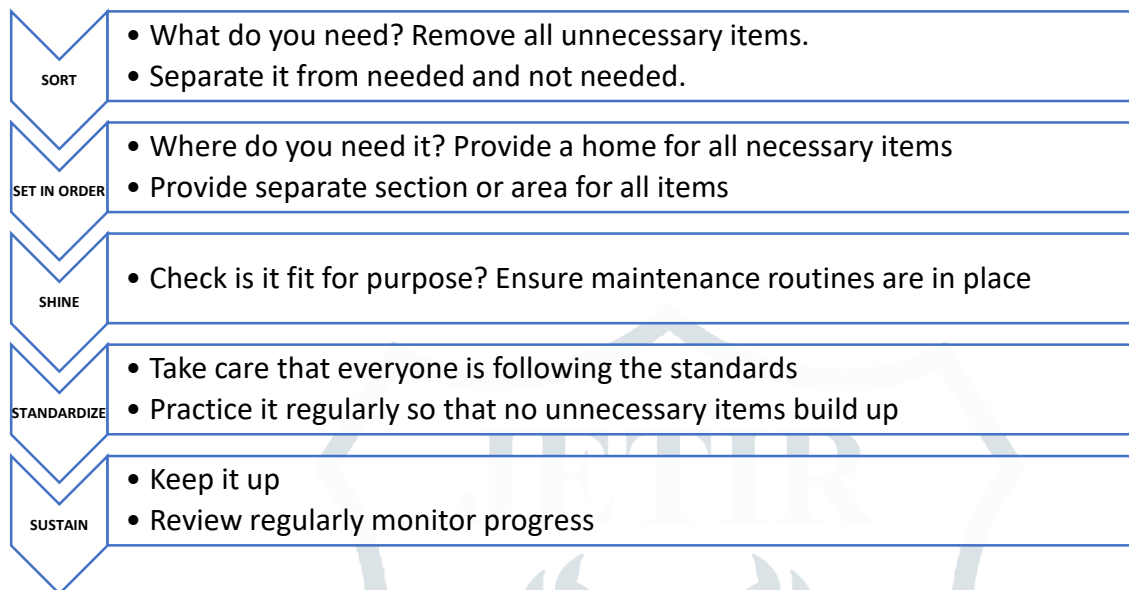 SORT
• What do you need? Remove all unnecessary items.
• Separate it from needed and not needed.
SET IN ORDER
• Where do you need it? Provide a home for all necessary items
• Provide separate section or area for all items
SHINE
• Check is it fit for purpose? Ensure maintenance routines are in place
STANDARDIZE
• Take care that everyone is following the standards
• Practice it regularly so that no unnecessary items build up
SUSTAIN
• Keep it up
• Review regularly monitor progress
JETIR